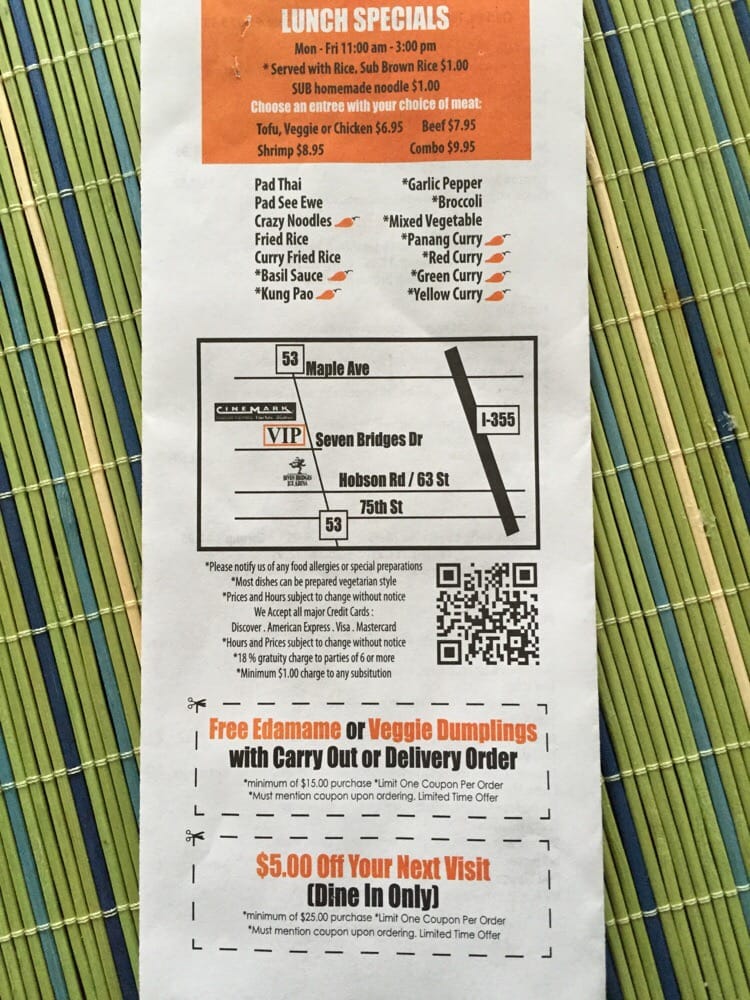 LUNCH SPECIALS
Mon - Fri 11:00 am - 3:00 pm
*Served with Rice. Sub Brown Rice $1.00
SUB homemade noodle $1.00
Choose an entree with your choice of meat:
Tofu, Veggie or Chicken $6.95 Beef $7.95
Shrimp $8.95 Combo $9.95
Pad Thai
Pad See Ewe
Crazy Noodles
Fried Rice
Curry Fried Rice
*Basil Sauce
*Kung Pao
*Garlic Pepper
*Broccoli
*Mixed Vegetable
*Panang Curry
*Red Curry
*Green Curry
*Yellow Curry
53
Maple Ave
CINEMARK
I-355
VIP
Seven Bridges Dr
SEVEN BRIDGES
ICE ARENA
Hobson Rd / 63 St
75th St
53
*Please notify us of any food allergies or special preparations
*Most dishes can be prepared vegetarian style
*Prices and Hours subject to change without notice
We Accept all major Credit Cards :
Discover . American Express . Visa . Mastercard
*Hours and Prices subject to change without notice
*18 % gratuity charge to parties of 6 or more
*Minimum $1.00 charge to any subsitution
Free Edamame or Veggie Dumplings
with Carry Out or Delivery Order
*minimum of $15.00 purchase *Limit One Coupon Per Order
*Must mention coupon upon ordering. Limited Time Offer
$5.00 Off Your Next Visit
(Dine In Only)
*minimum of $25.00 purchase *Limit One Coupon Per Order
*Must mention coupon upon ordering. Limited Time Offer